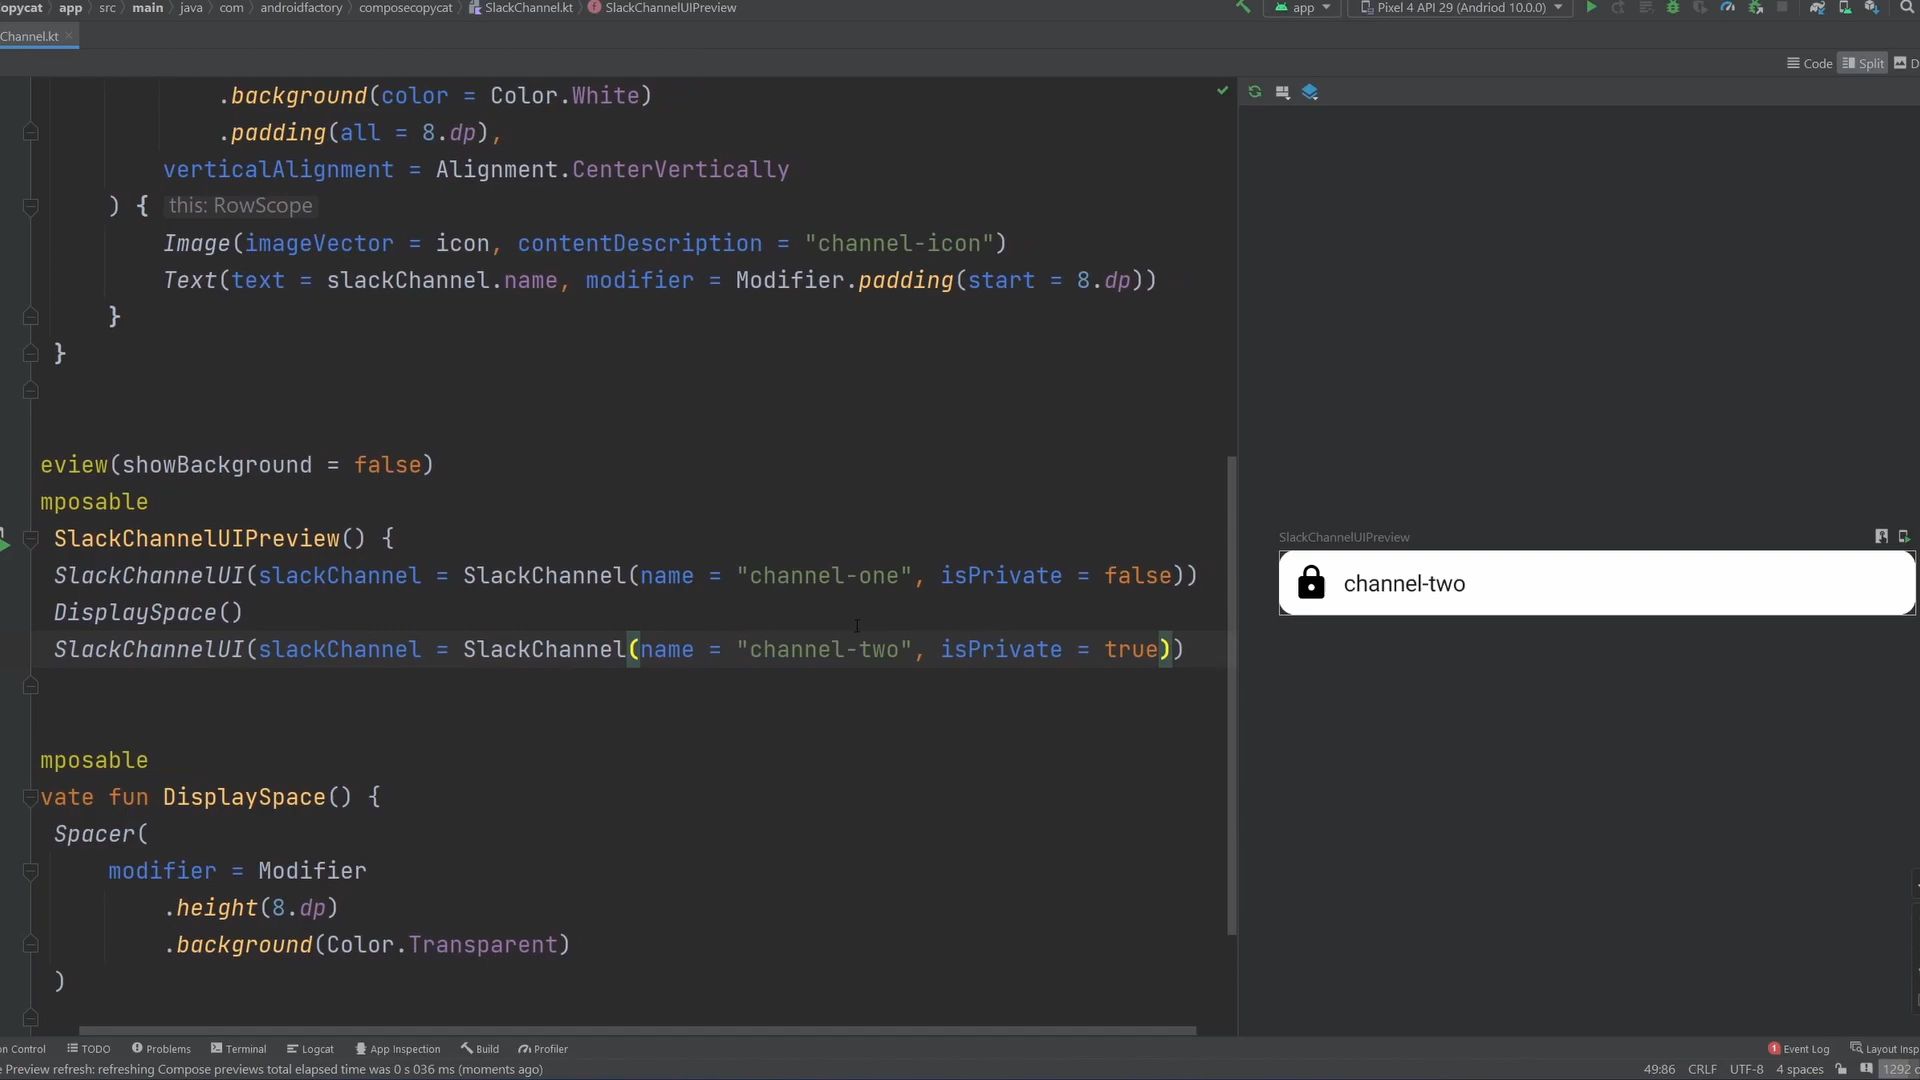 opycat app src main java com androidfactory composecopycat SlackChannel.kt SlackChannelUIPreview app Pixel 4 API 29 (Andriod 10.0.0)
Channel.kt
Code Split D
.background(color = Color.White)
.padding(all = 8.dp),
verticalAlignment = Alignment.CenterVertically
) { this: RowScope
Image(imageVector = icon, contentDescription = "channel-icon")
Text(text = slackChannel.name, modifier = Modifier.padding(start = 8.dp))
}
}
eview(showBackground = false)
mposable
SlackChannelUIPreview() {
SlackChannelUI(slackChannel = SlackChannel(name = "channel-one", isPrivate = false))
DisplaySpace()
SlackChannelUI(slackChannel = SlackChannel(name = "channel-two", isPrivate = true))
mposable
vate fun DisplaySpace() {
Spacer(
modifier = Modifier
.height(8.dp)
.background(Color.Transparent)
)
SlackChannelUIPreview
channel-two
on Control TODO Problems Terminal Logcat App Inspection Build Profiler 1 Event Log Layout Insp
e Preview refresh: refreshing Compose previews total elapsed time was 0 s 036 ms (moments ago) 49:86 CRLF UTF-8 4 spaces 1292 o